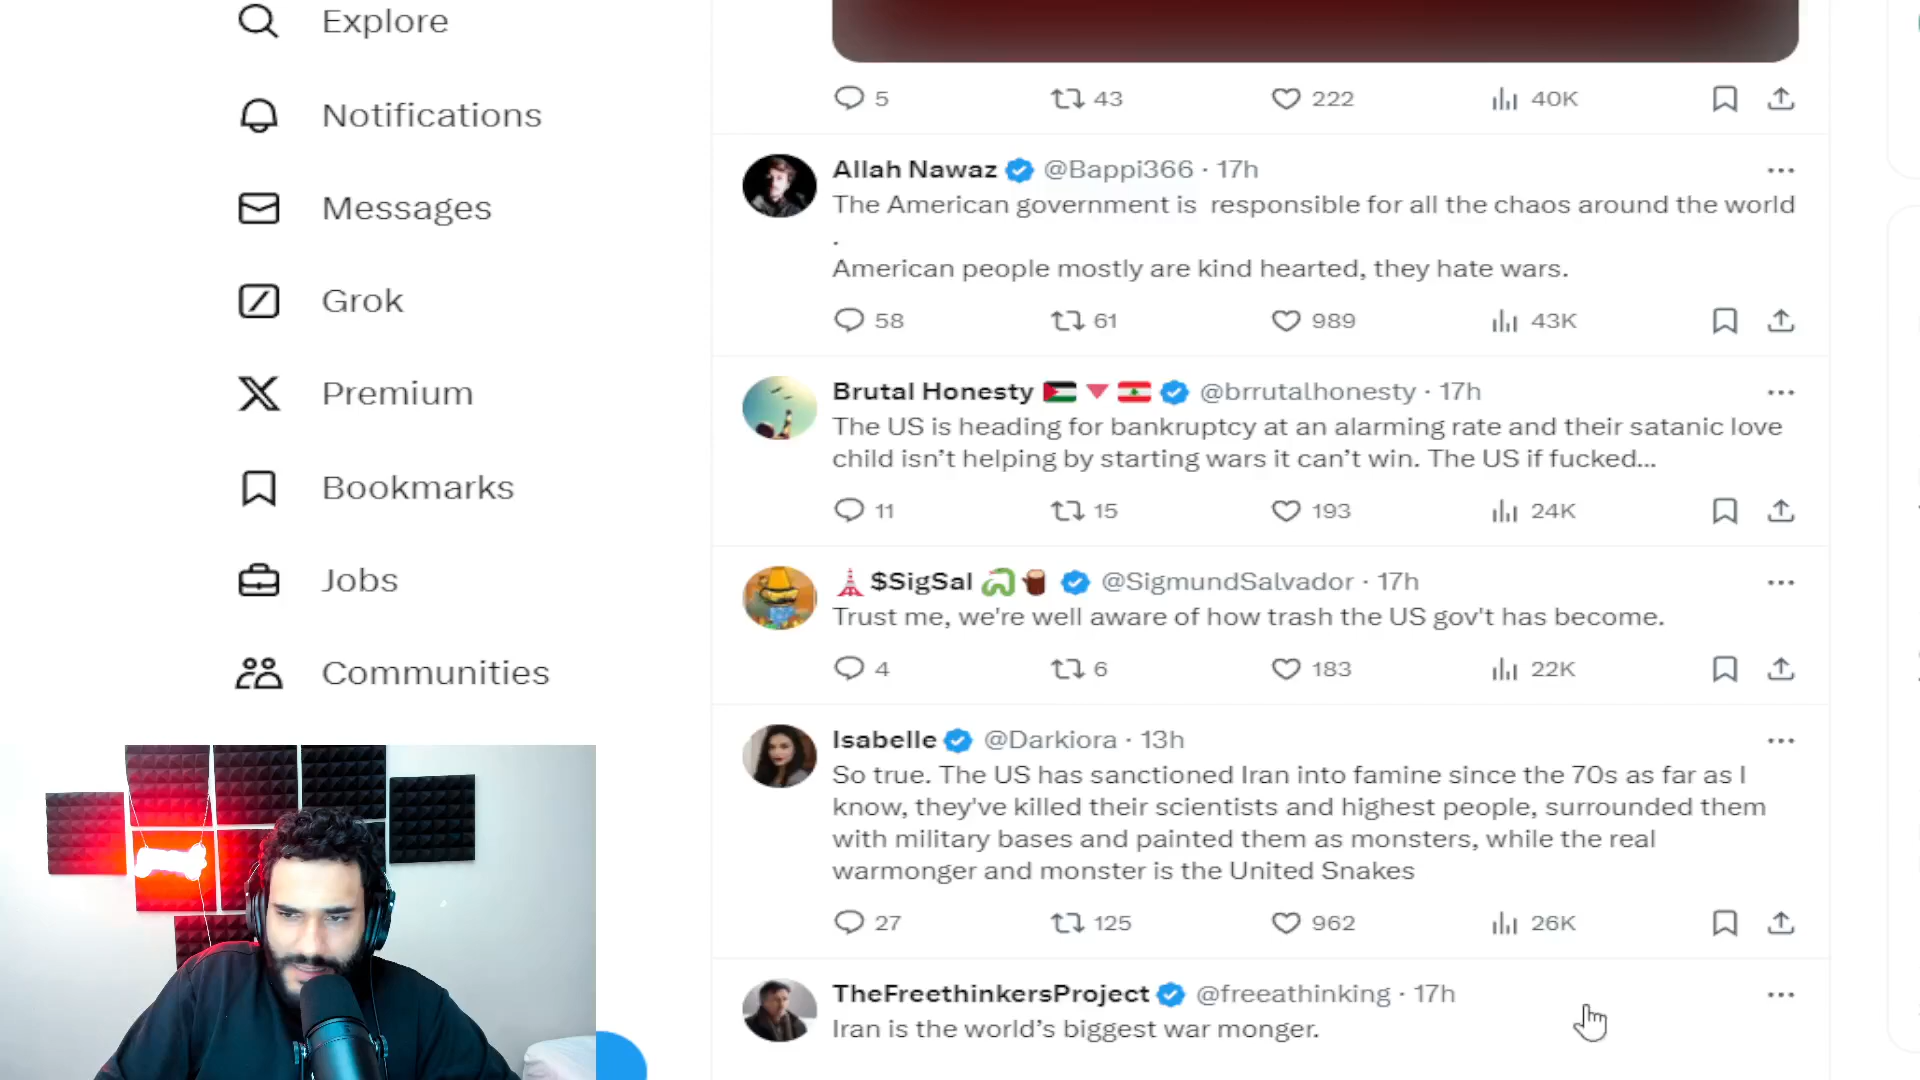 Explore
Notifications
Messages
Grok
Premium
Bookmarks
Jobs
Communities
5 43 222 40K
Allah Nawaz @Bappi366 · 17h
The American government is responsible for all the chaos around the world
.
American people mostly are kind hearted, they hate wars.
58 61 989 43K
Brutal Honesty @brrutalhonesty · 17h
The US is heading for bankruptcy at an alarming rate and their satanic love
child isn’t helping by starting wars it can’t win. The US if fucked...
11 15 193 24K
$SigSal @SigmundSalvador · 17h
Trust me, we're well aware of how trash the US gov't has become.
4 6 183 22K
Isabelle @Darkiora · 13h
So true. The US has sanctioned Iran into famine since the 70s as far as I
know, they've killed their scientists and highest people, surrounded them
with military bases and painted them as monsters, while the real
warmonger and monster is the United Snakes
27 125 962 26K
TheFreethinkersProject @freeathinking · 17h
Iran is the world’s biggest war monger.